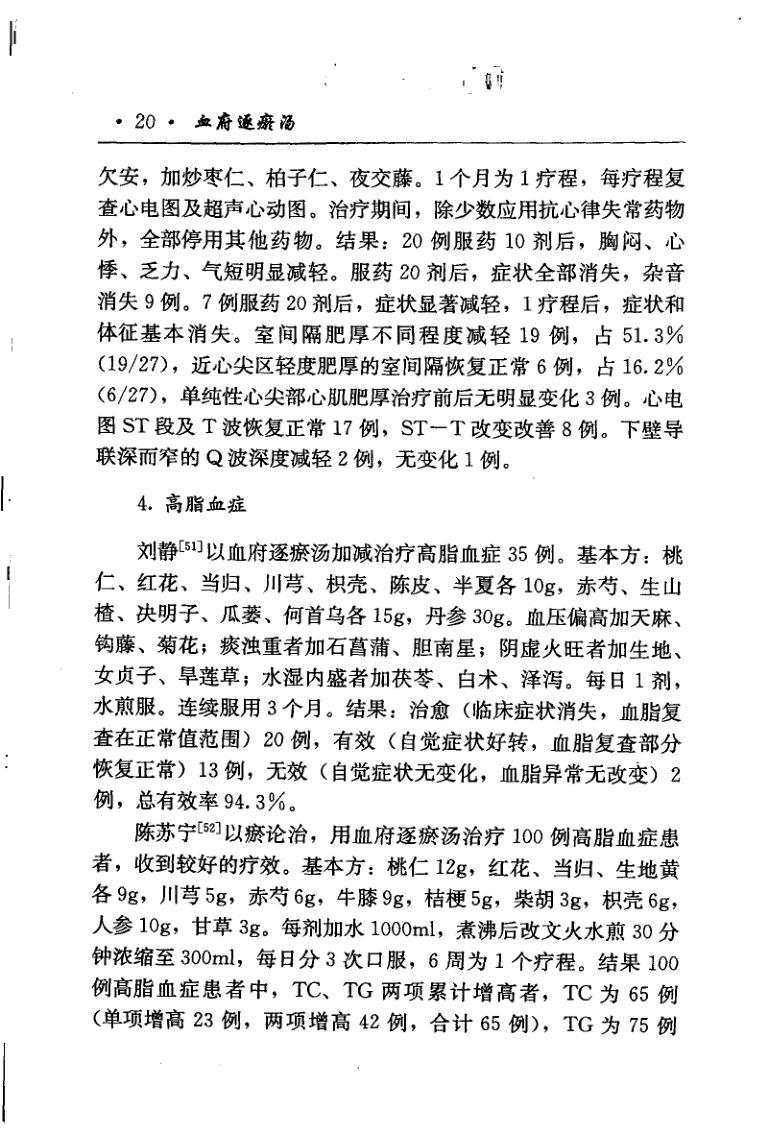 · 20 · 血府逐瘀汤
欠安，加炒枣仁、柏子仁、夜交藤。1个月为1疗程，每疗程复
查心电图及超声心动图。治疗期间，除少数应用抗心律失常药物
外，全部停用其他药物。结果：20 例服药 10 剂后，胸闷、心
悸、乏力、气短明显减轻。服药 20 剂后，症状全部消失，杂音
消失 9 例。7 例服药 20 剂后，症状显著减轻，1 疗程后，症状和
体征基本消失。室间隔肥厚不同程度减轻 19 例，占 51.3%
（19/27），近心尖区轻度肥厚的室间隔恢复正常 6 例，占 16.2%
（6/27），单纯性心尖部心肌肥厚治疗前后无明显变化 3 例。心电
图 ST 段及 T 波恢复正常 17 例，ST－T 改变改善 8 例。下壁导
联深而窄的 Q 波深度减轻 2 例，无变化 1 例。
4. 高脂血症
刘静[51]以血府逐瘀汤加减治疗高脂血症 35 例。基本方：桃
仁、红花、当归、川芎、枳壳、陈皮、半夏各 10g，赤芍、生山
楂、决明子、瓜蒌、何首乌各 15g，丹参 30g。血压偏高加天麻、
钩藤、菊花；痰浊重者加石菖蒲、胆南星；阴虚火旺者加生地、
女贞子、旱莲草；水湿内盛者加茯苓、白术、泽泻。每日 1 剂，
水煎服。连续服用 3 个月。结果：治愈（临床症状消失，血脂复
查在正常值范围）20 例，有效（自觉症状好转，血脂复查部分
恢复正常）13 例，无效（自觉症状无变化，血脂异常无改变）2
例，总有效率 94.3%。
陈苏宁[52]以瘀论治，用血府逐瘀汤治疗 100 例高脂血症患
者，收到较好的疗效。基本方：桃仁 12g，红花、当归、生地黄
各 9g，川芎 5g，赤芍 6g，牛膝 9g，桔梗 5g，柴胡 3g，枳壳 6g，
人参 10g，甘草 3g。每剂加水 1000ml，煮沸后改文火水煎 30 分
钟浓缩至 300ml，每日分 3 次口服，6 周为 1 个疗程。结果 100
例高脂血症患者中，TC、TG 两项累计增高者，TC 为 65 例
（单项增高 23 例，两项增高 42 例，合计 65 例），TG 为 75 例